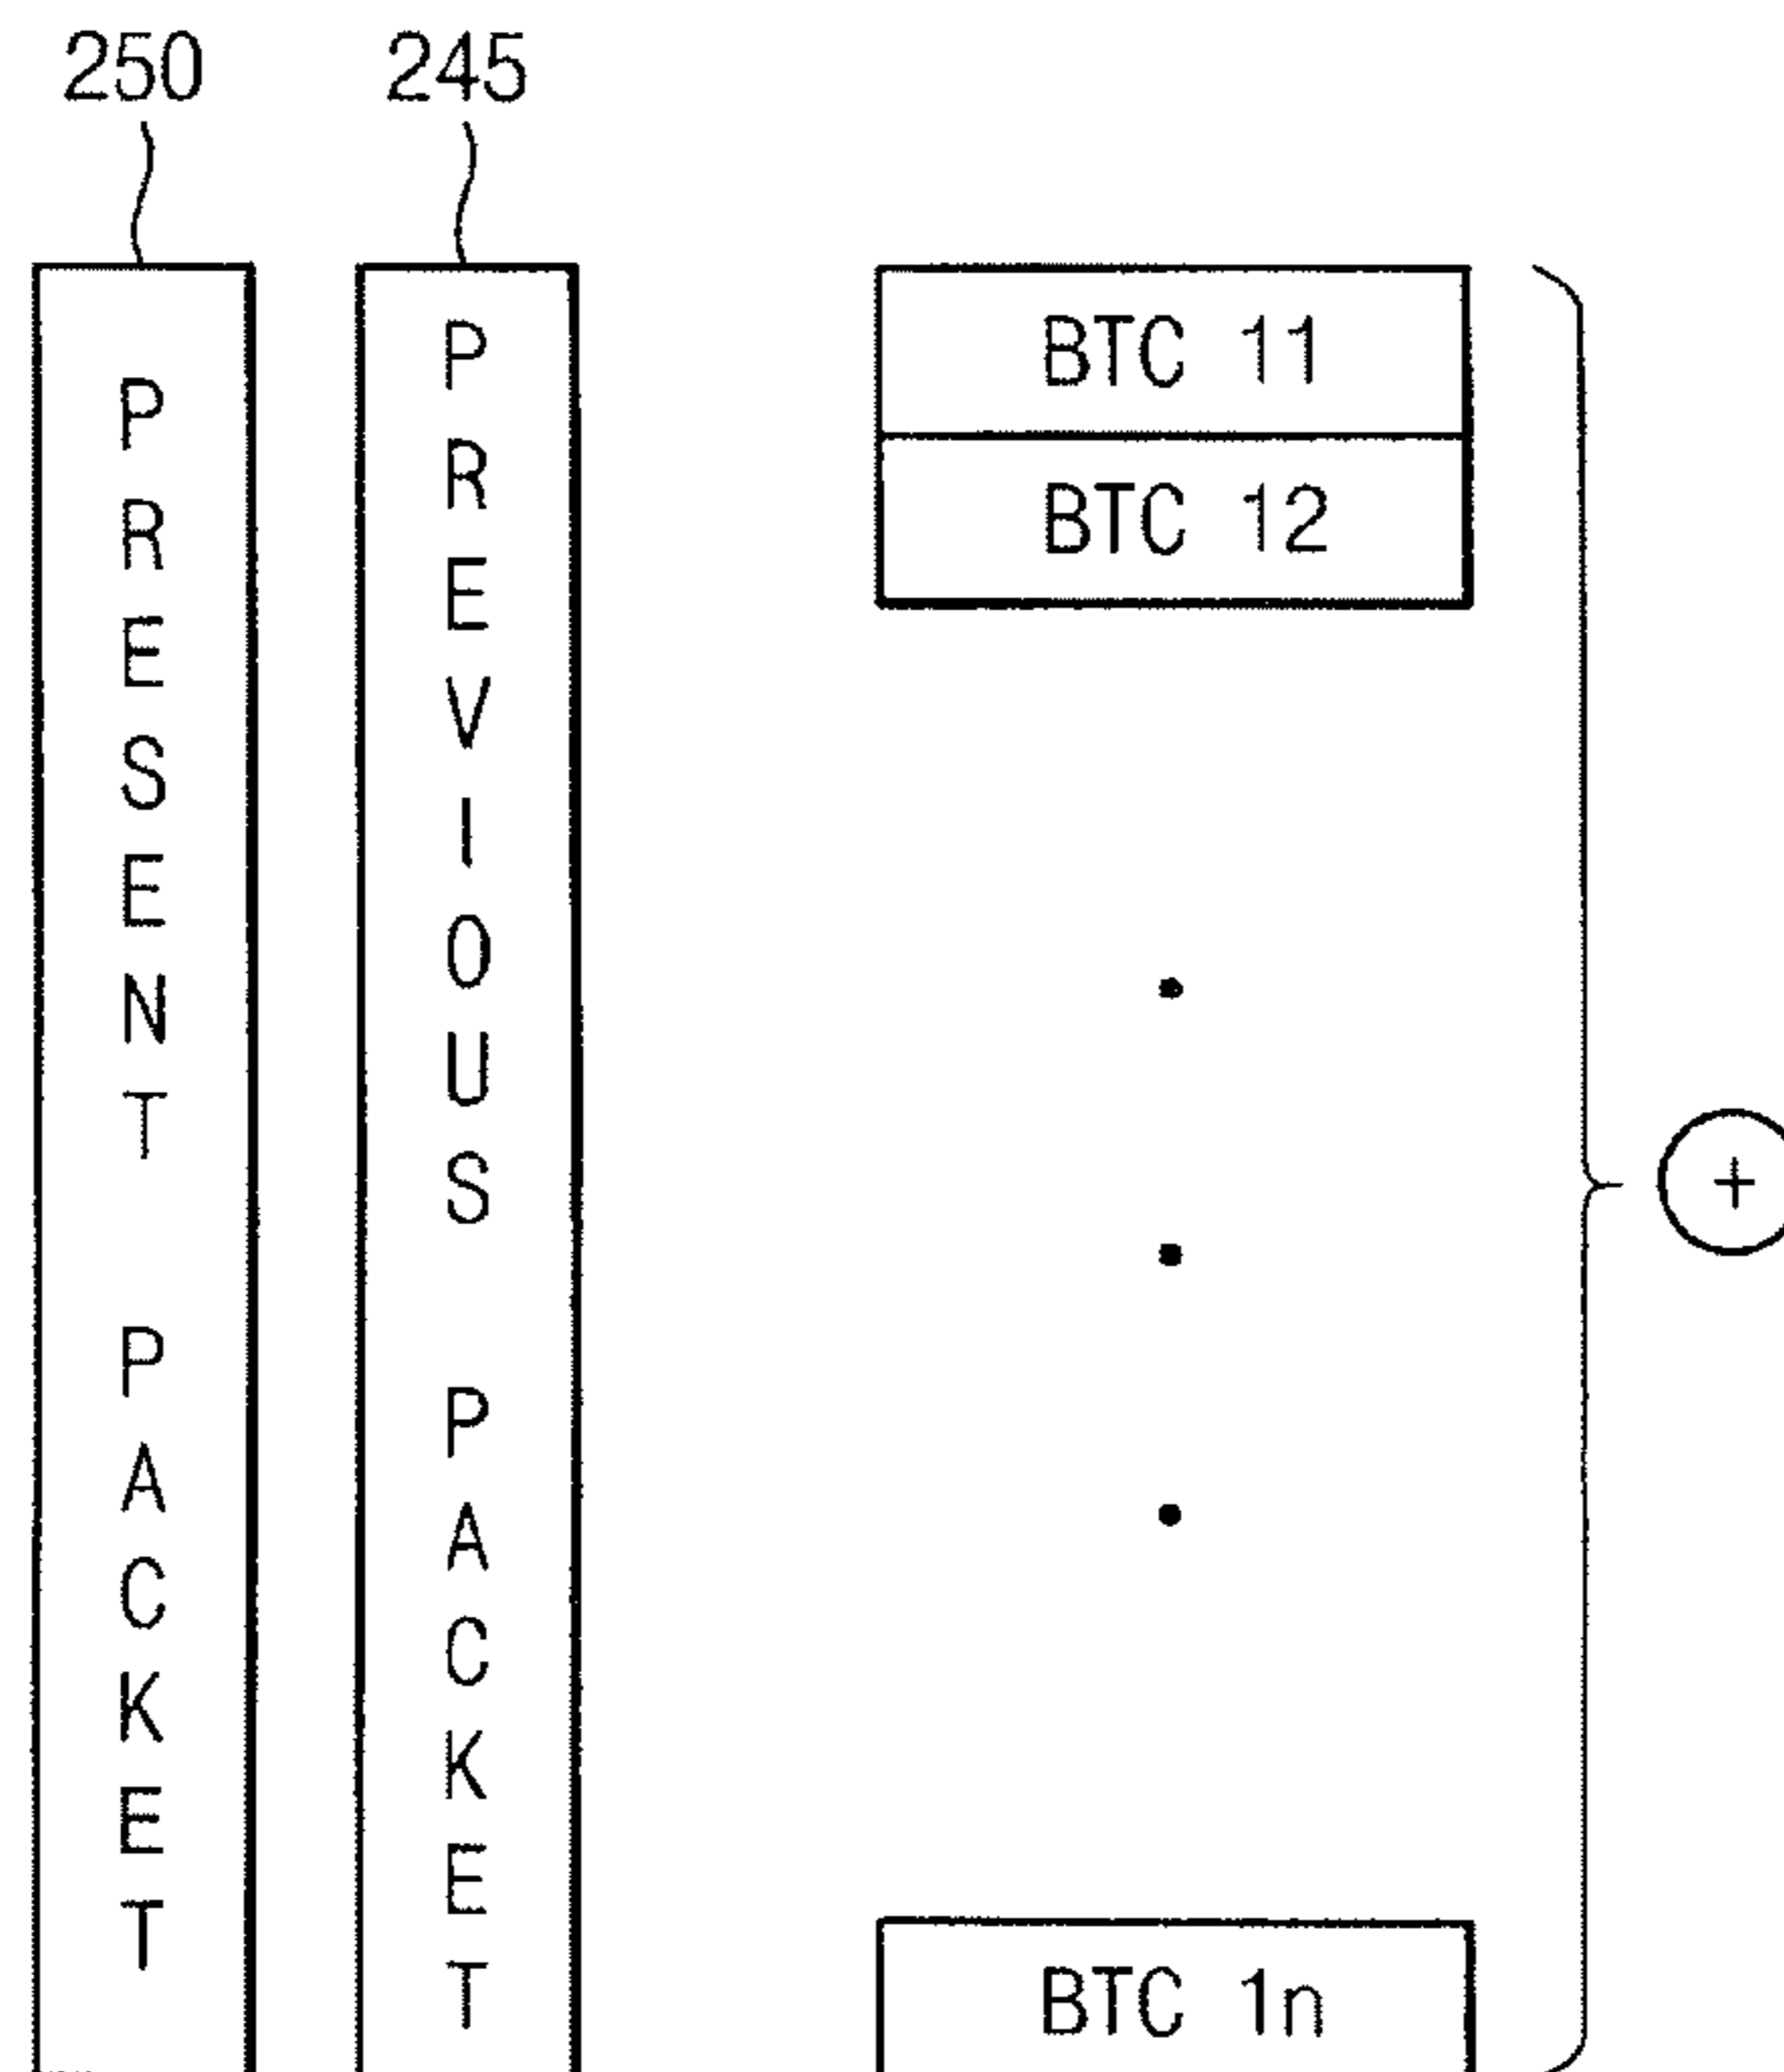 250
245
PRESENT PACKET
PREVIOUS PACKET
BTC 11
BTC 12
BTC 1n
+